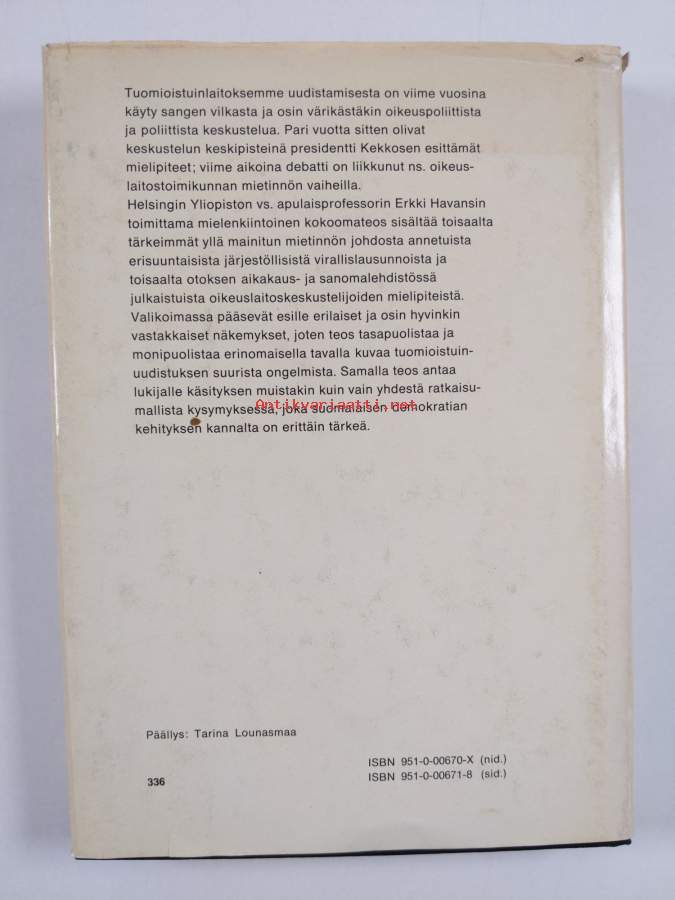 Tuomioistuinlaitoksemme uudistamisesta on viime vuosina
käyty sangen vilkasta ja osin värikästäkin oikeuspoliittista
ja poliittista keskustelua. Pari vuotta sitten olivat
keskustelun keskipisteinä presidentti Kekkosen esittämät
mielipiteet; viime aikoina debatti on liikkunut ns. oikeus-
laitostoimikunnan mietinnön vaiheilla.
Helsingin Yliopiston vs. apulaisprofessorin Erkki Havansin
toimittama mielenkiintoinen kokoomateos sisältää toisaalta
tärkeimmät yllä mainitun mietinnön johdosta annetuista
erisuuntaisista järjestöllisistä virallislausunnoista ja
toisaalta otoksen aikakaus- ja sanomalehdistössä
julkaistuista oikeuslaitoskeskustelijoiden mielipiteistä.
Valikoimassa pääsevät esille erilaiset ja osin hyvinkin
vastakkaiset näkemykset, joten teos tasapuolistaa ja
monipuolistaa erinomaisella tavalla kuvaa tuomioistuin-
uudistuksen suurista ongelmista. Samalla teos antaa
lukijalle käsityksen muistakin kuin vain yhdestä ratkaisu-
mallista kysymyksessä, joka suomalaisen demokratian
Antikvariaatti.net
kehityksen kannalta on erittäin tärkeä.
Päällys: Tarina Lounasmaa
ISBN 951-0-00670-X (nid.)
ISBN 951-0-00671-8 (sid.)
336